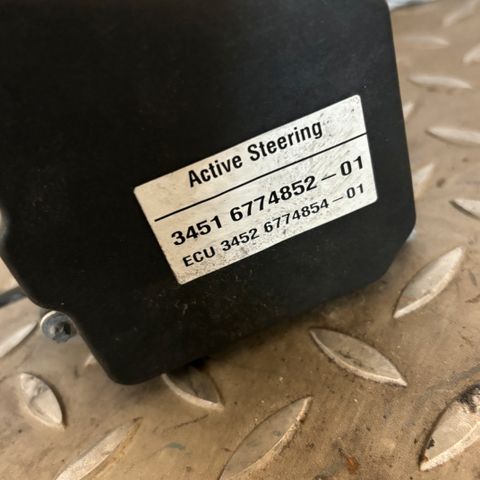 Active Steering
3451 6774852-01
ECU 3452 6774854-01